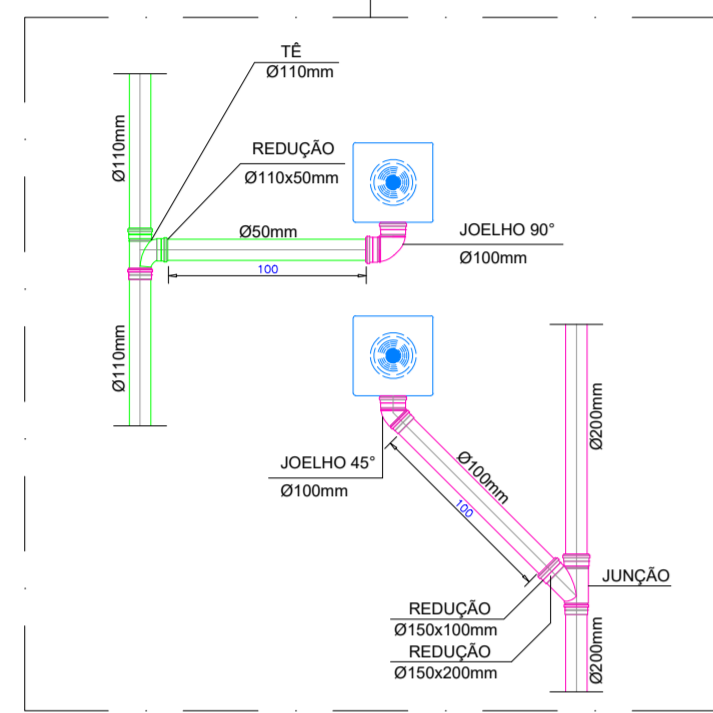 TÊ
Ø110mm
Ø110mm
REDUÇÃO
Ø110x50mm
Ø50mm
100
JOELHO 90°
Ø100mm
Ø110mm
Ø200mm
JOELHO 45°
Ø100mm
Ø100mm
100
JUNÇÃO
REDUÇÃO
Ø150x100mm
REDUÇÃO
Ø150x200mm
Ø200mm